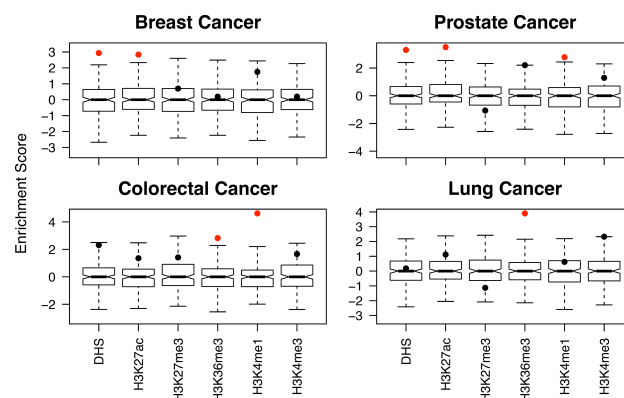 Breast Cancer
Prostate Cancer
Enrichment Score
3
2
1
0
-1
-2
-3
2
0
-2
-4
Colorectal Cancer
Lung Cancer
4
2
0
-2
4
3
2
1
0
-1
-2
-3
DHS
H3K27ac
H3K27me3
H3K36me3
H3K4me1
H3K4me3
DHS
H3K27ac
H3K27me3
H3K36me3
H3K4me1
H3K4me3